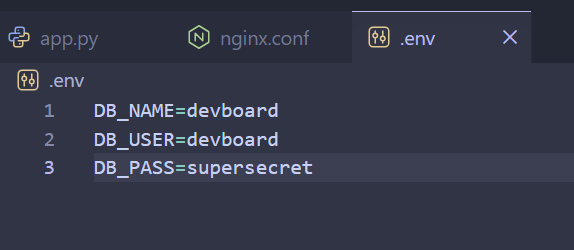 app.py nginx.conf .env
.env
1 DB_NAME=devboard
2 DB_USER=devboard
3 DB_PASS=supersecret